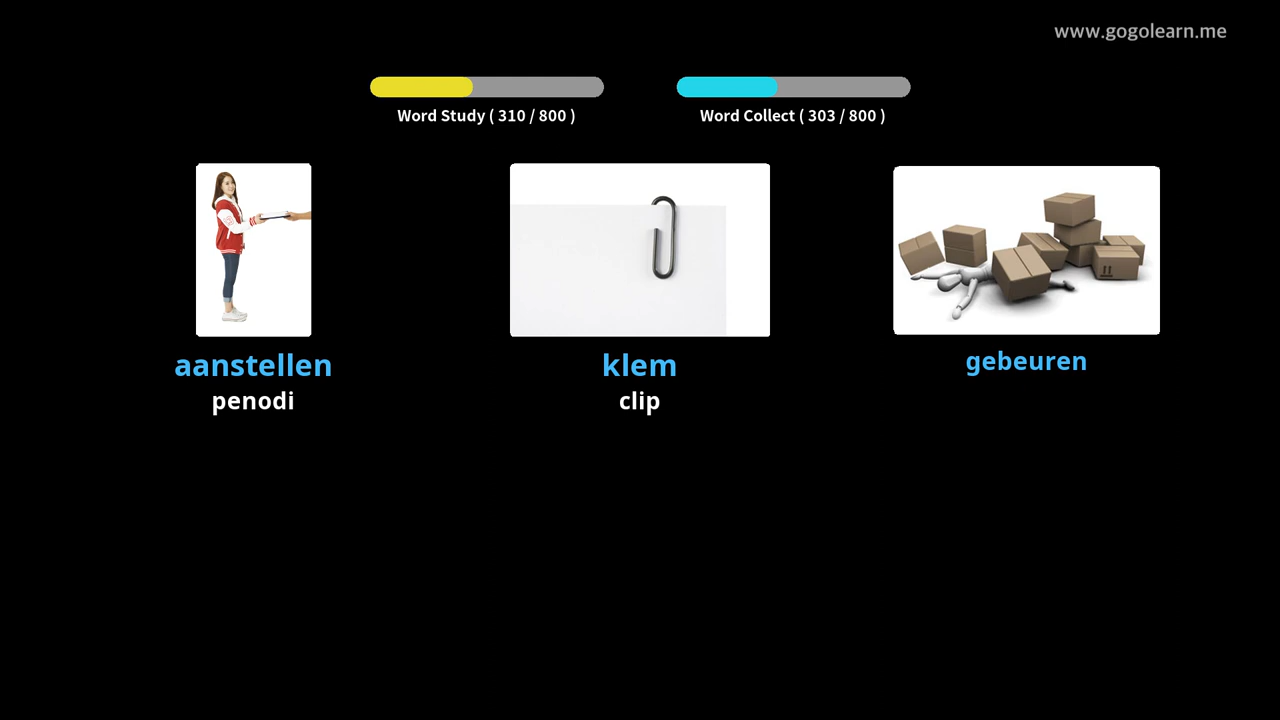 www.gogolearn.me
Word Study ( 310 / 800 )
Word Collect ( 303 / 800 )
aanstellen
penodi
klem
clip
gebeuren